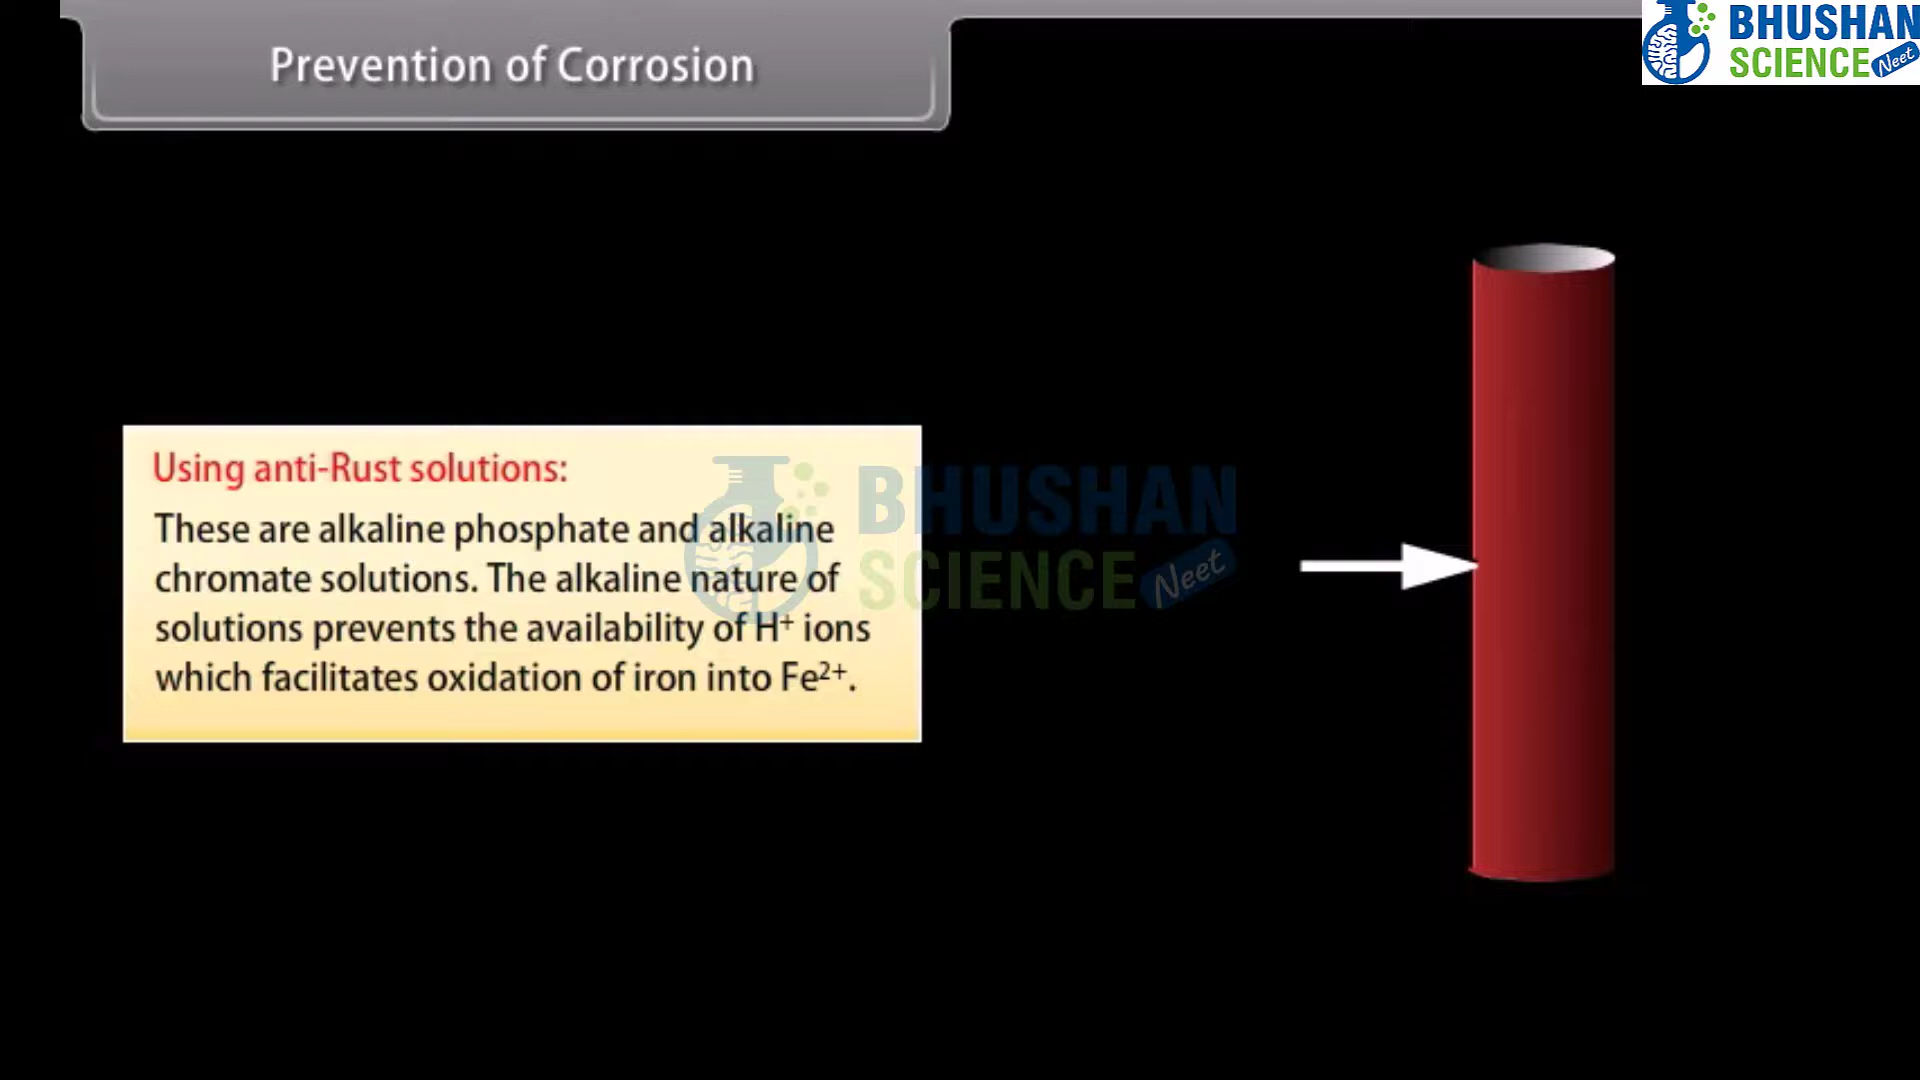 Prevention of Corrosion
BHUSHAN
SCIENCE Neet
Using anti-Rust solutions:
These are alkaline phosphate and alkaline
chromate solutions. The alkaline nature of
solutions prevents the availability of H⁺ ions
which facilitates oxidation of iron into Fe²⁺.
BHUSHAN
SCIENCE Neet